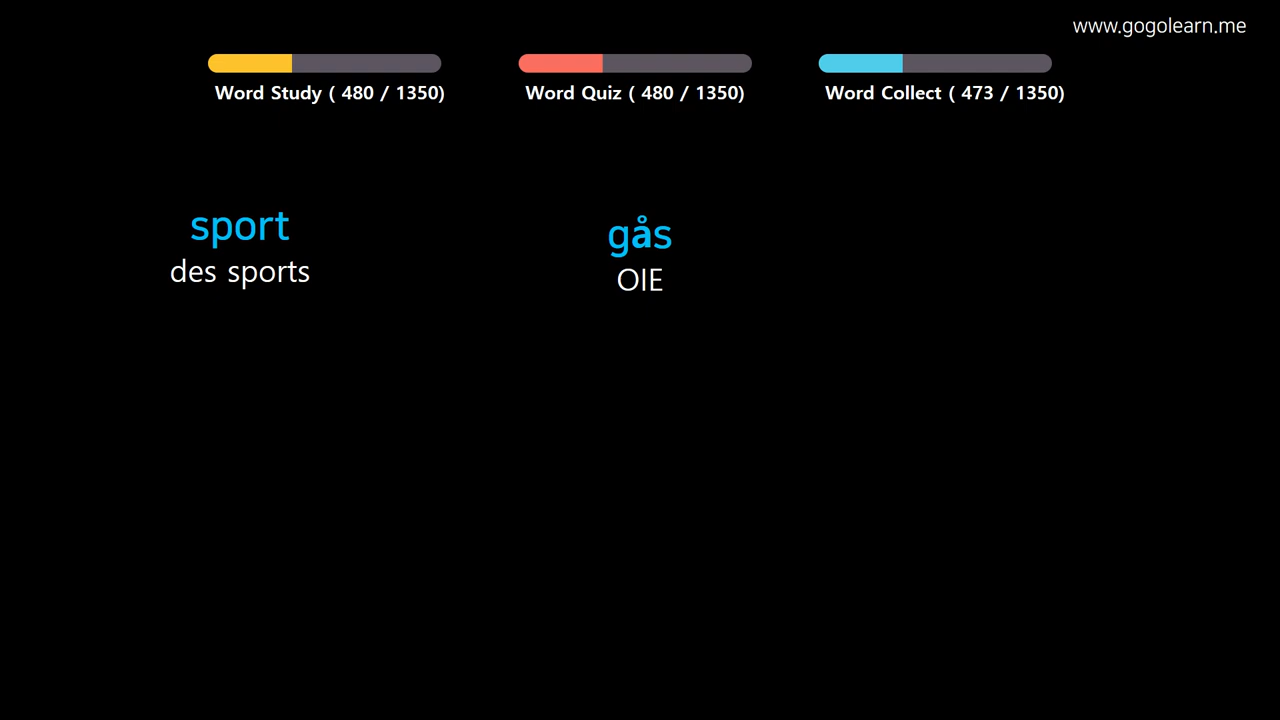 www.gogolearn.me
Word Study ( 480 / 1350)
Word Quiz ( 480 / 1350)
Word Collect ( 473 / 1350)
sport
des sports
gås
OIE